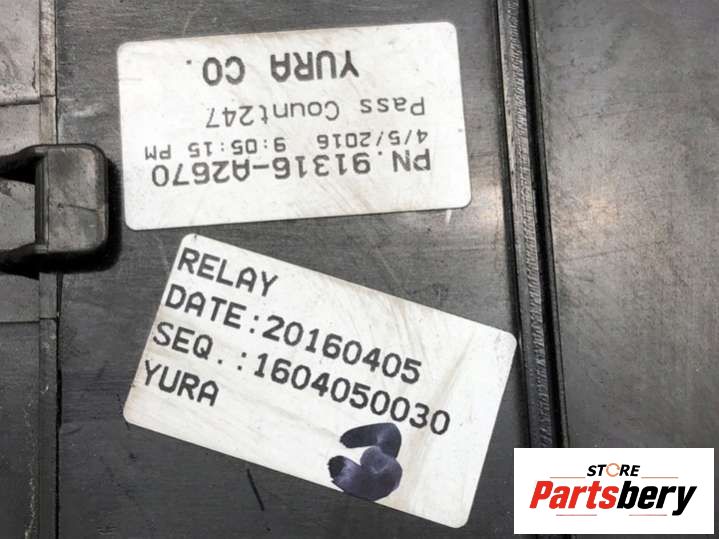 PN.91316-A2670
4/5/2016 9:05:15 PM
Pass Count247
YURA CO.
RELAY
DATE:20160405
SEQ.:1604050030
YURA
3
STORE
Partsbery